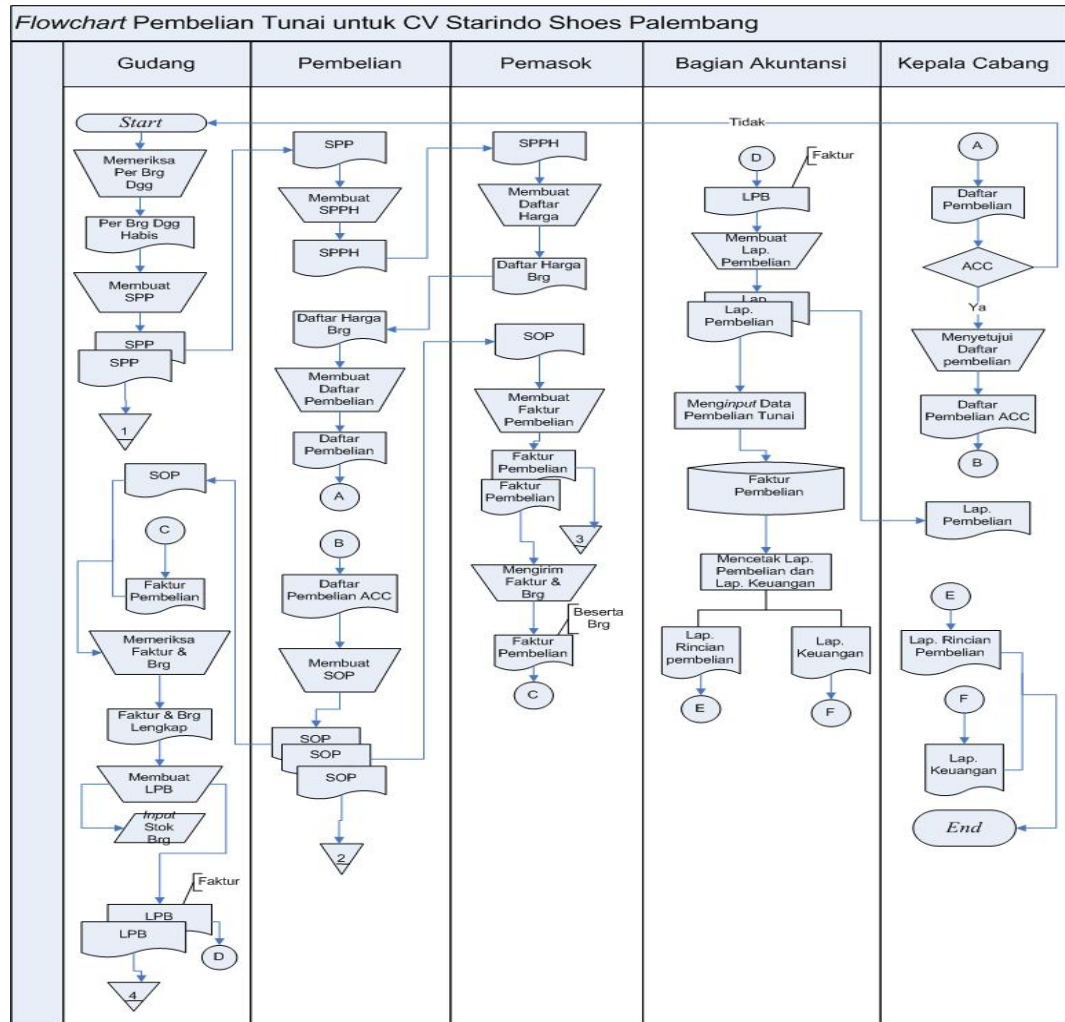 Flowchart Pembelian Tunai untuk CV Starindo Shoes Palembang
Gudang
Pembelian
Pemasok
Bagian Akuntansi
Kepala Cabang
Start
Memeriksa
Per Brg
Dgg
Per Brg Dgg
Habis
Membuat
SPP
SPP
SPP
1
SOP
C
Faktur
Pembelian
Memeriksa
Faktur &
Brg
Faktur & Brg
Lengkap
Membuat
LPB
Input
Stok
Brg
Faktur
LPB
LPB
D
4
SPP
Membuat
SPPH
SPPH
Daftar Harga
Brg
Membuat
Daftar
Pembelian
Daftar
Pembelian
A
B
Daftar
Pembelian ACC
Membuat
SOP
SOP
SOP
SOP
2
SPPH
Membuat
Daftar
Harga
Daftar Harga
Brg
SOP
Membuat
Faktur
Pembelian
Faktur
Pembelian
Faktur
Pembelian
3
Mengirim
Faktur &
Brg
Beserta
Brg
Faktur
Pembelian
C
D
Faktur
LPB
Membuat
Lap.
Pembelian
Lap.
Lap.
Pembelian
Menginput Data
Pembelian Tunai
Faktur
Pembelian
Mencetak Lap.
Pembelian dan
Lap. Keuangan
Lap.
Rincian
pembelian
Lap.
Keuangan
E
F
Tidak
A
Daftar
Pembelian
ACC
Ya
Menyetujui
Daftar
pembelian
Daftar
Pembelian ACC
B
Lap.
Pembelian
E
Lap. Rincian
Pembelian
F
Lap.
Keuangan
End